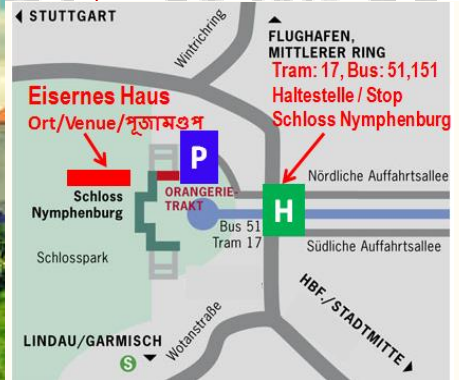 STUTTGART
Wintrichring
FLUGHAFEN,
MITTLERER RING
Tram: 17, Bus: 51,151
Haltestelle / Stop
Schloss Nymphenburg
Eisernes Haus
Ort/Venue/পূজামণ্ডপ
P
ORANGERIE-
TRAKT
Schloss
Nymphenburg
Nördliche Auffahrtsallee
H
Bus 51
Tram 17
Südliche Auffahrtsallee
Schlosspark
HBF./STADTMITTE
Wotanstraße
LINDAU/GARMISCH
S